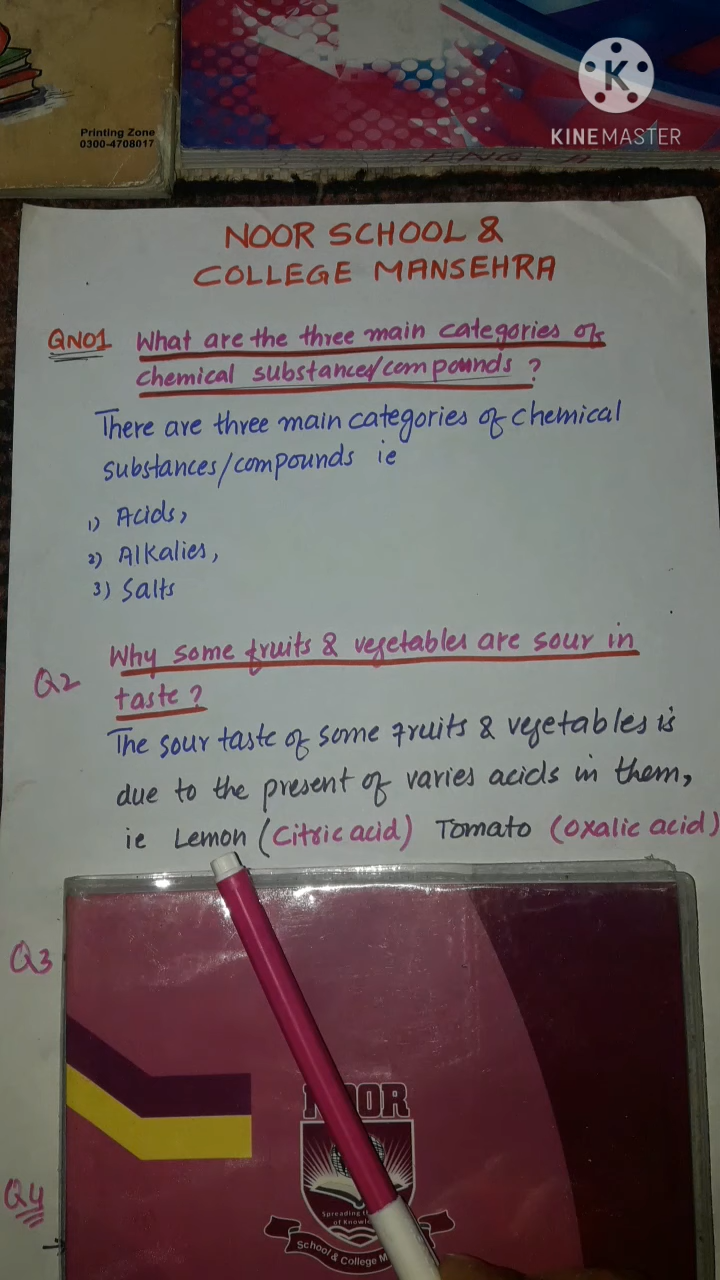 Printing Zone
0300-4708017
KINEMASTER
NOOR SCHOOL &
COLLEGE MANSEHRA
QNO1 What are the three main categories of
chemical substances/compounds ?
There are three main categories of chemical
substances/compounds ie
1) Acids,
2) Alkalies,
3) Salts
Q2 Why some fruits & vegetables are sour in
taste ?
The sour taste of some fruits & vegetables is
due to the present of varies acids in them,
ie Lemon (Citric acid) Tomato (Oxalic acid)
Q3
NOOR
Q4
Spreading
of
School & College